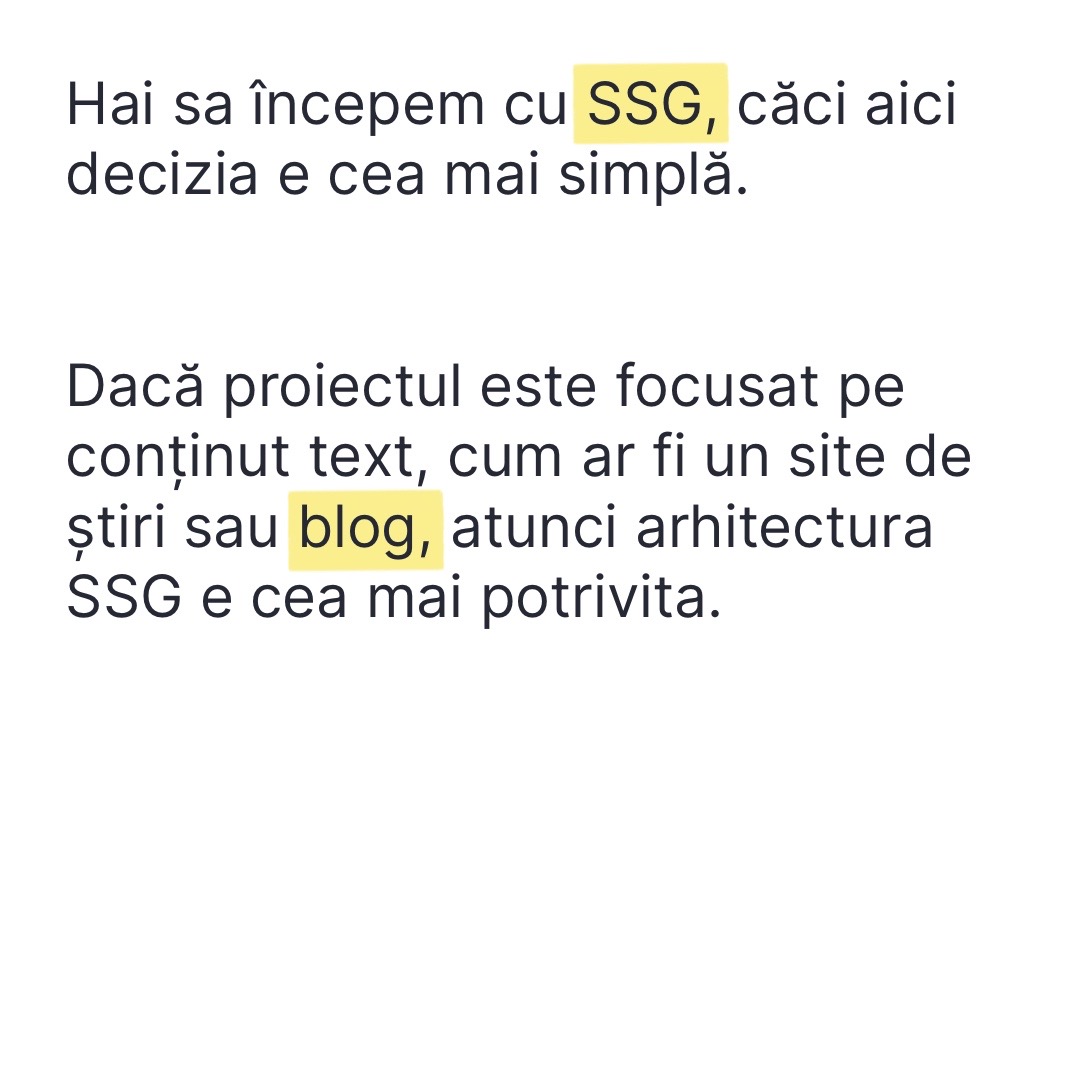 Hai sa începem cu SSG, căci aici
decizia e cea mai simplă.
Dacă proiectul este focusat pe
conținut text, cum ar fi un site de
știri sau blog, atunci arhitectura
SSG e cea mai potrivita.